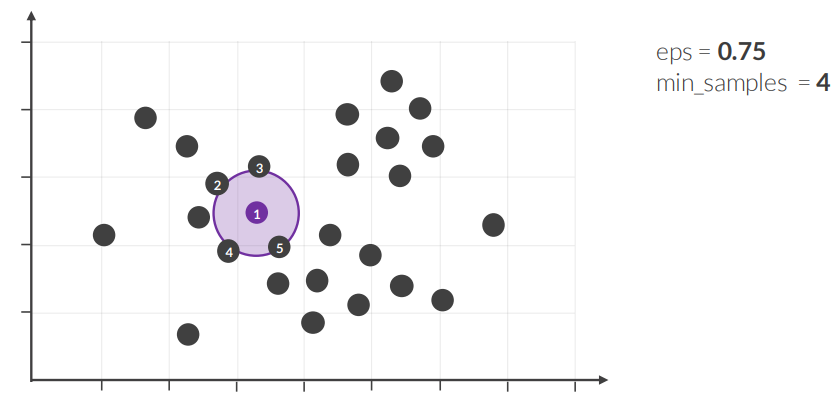 eps = 0.75
min_samples = 4
3
2
1
4
5